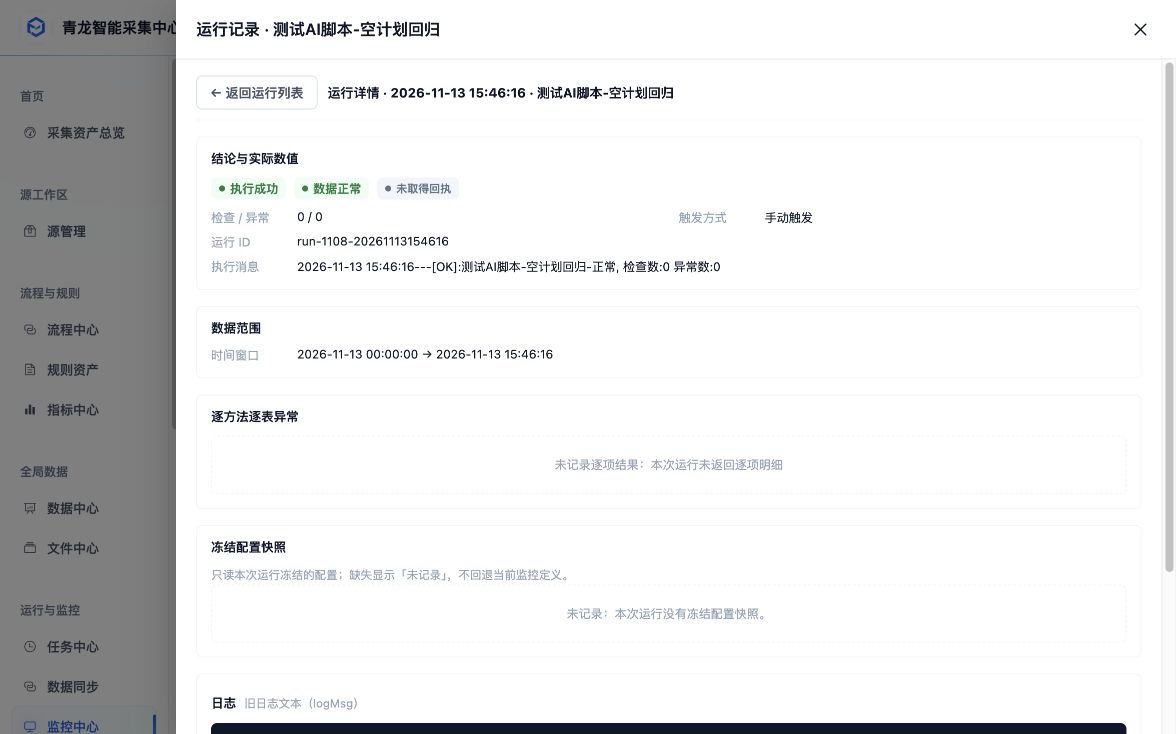 青龙智能采集中心
首页
采集资产总览
源工作区
源管理
流程与规则
流程中心
规则资产
指标中心
全局数据
数据中心
文件中心
运行与监控
任务中心
数据同步
监控中心
运行记录 · 测试AI脚本-空计划回归
← 返回运行列表 运行详情 · 2026-11-13 15:46:16 · 测试AI脚本-空计划回归
结论与实际数值
执行成功 数据正常 未取得回执
检查 / 异常 0 / 0 触发方式 手动触发
运行 ID run-1108-20261113154616
执行消息 2026-11-13 15:46:16---[OK]:测试AI脚本-空计划回归-正常, 检查数:0 异常数:0
数据范围
时间窗口 2026-11-13 00:00:00 → 2026-11-13 15:46:16
逐方法逐表异常
未记录逐项结果：本次运行未返回逐项明细
冻结配置快照
只读本次运行冻结的配置；缺失显示「未记录」，不回退当前监控定义。
未记录：本次运行没有冻结配置快照。
日志 旧日志文本（logMsg）